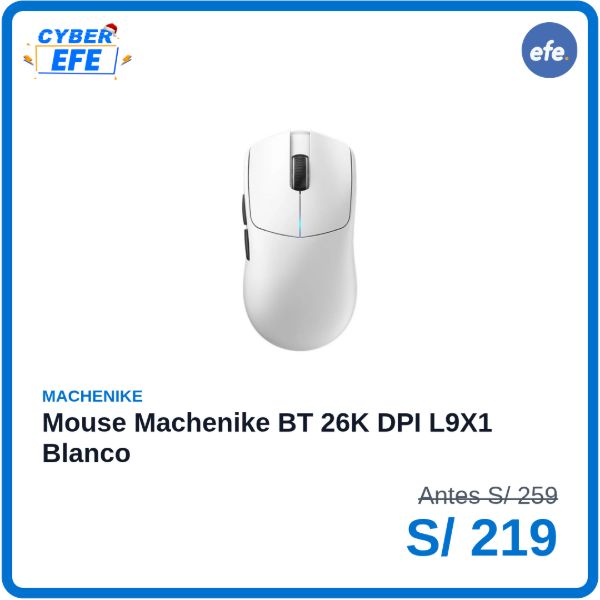 CYBER
EFE
efe.
MACHENIKE
Mouse Machenike BT 26K DPI L9X1
Blanco
Antes S/ 259
S/ 219